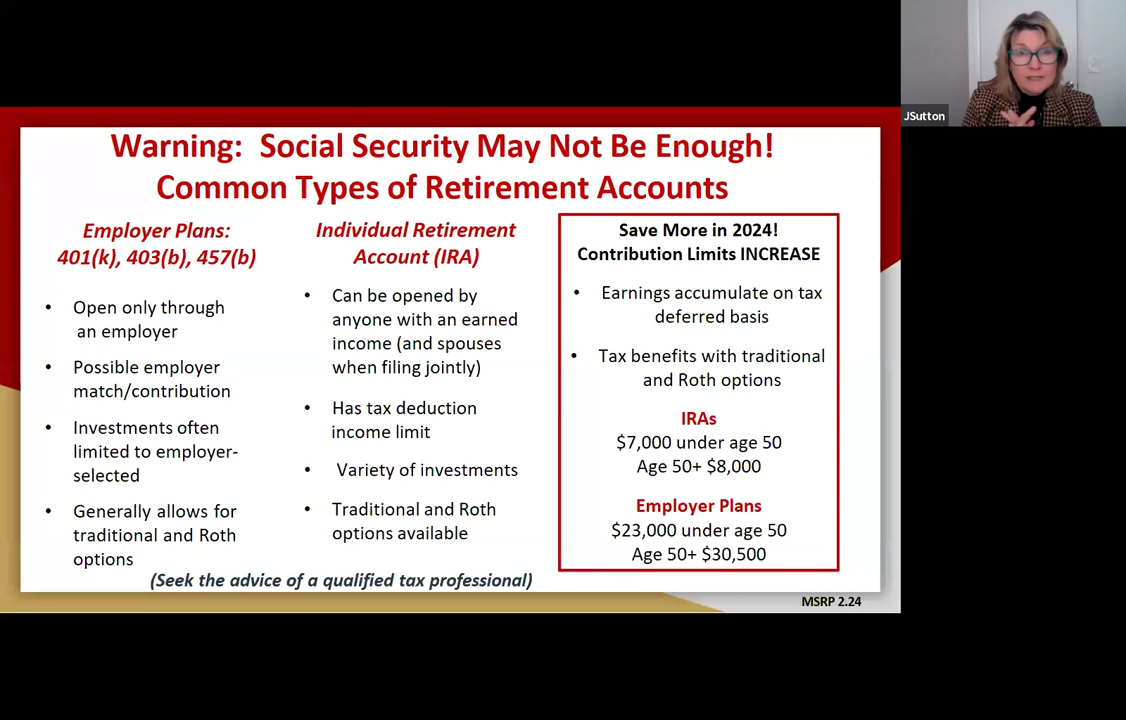 JSutton
Warning:  Social Security May Not Be Enough!
Common Types of Retirement Accounts
Employer Plans:
401(k), 403(b), 457(b)
• Open only through
an employer
• Possible employer
match/contribution
• Investments often
limited to employer-
selected
• Generally allows for
traditional and Roth
options
Individual Retirement
Account (IRA)
• Can be opened by
anyone with an earned
income (and spouses
when filing jointly)
• Has tax deduction
income limit
• Variety of investments
• Traditional and Roth
options available
Save More in 2024!
Contribution Limits INCREASE
• Earnings accumulate on tax
deferred basis
• Tax benefits with traditional
and Roth options
IRAs
$7,000 under age 50
Age 50+ $8,000
Employer Plans
$23,000 under age 50
Age 50+ $30,500
(Seek the advice of a qualified tax professional)
MSRP 2.24